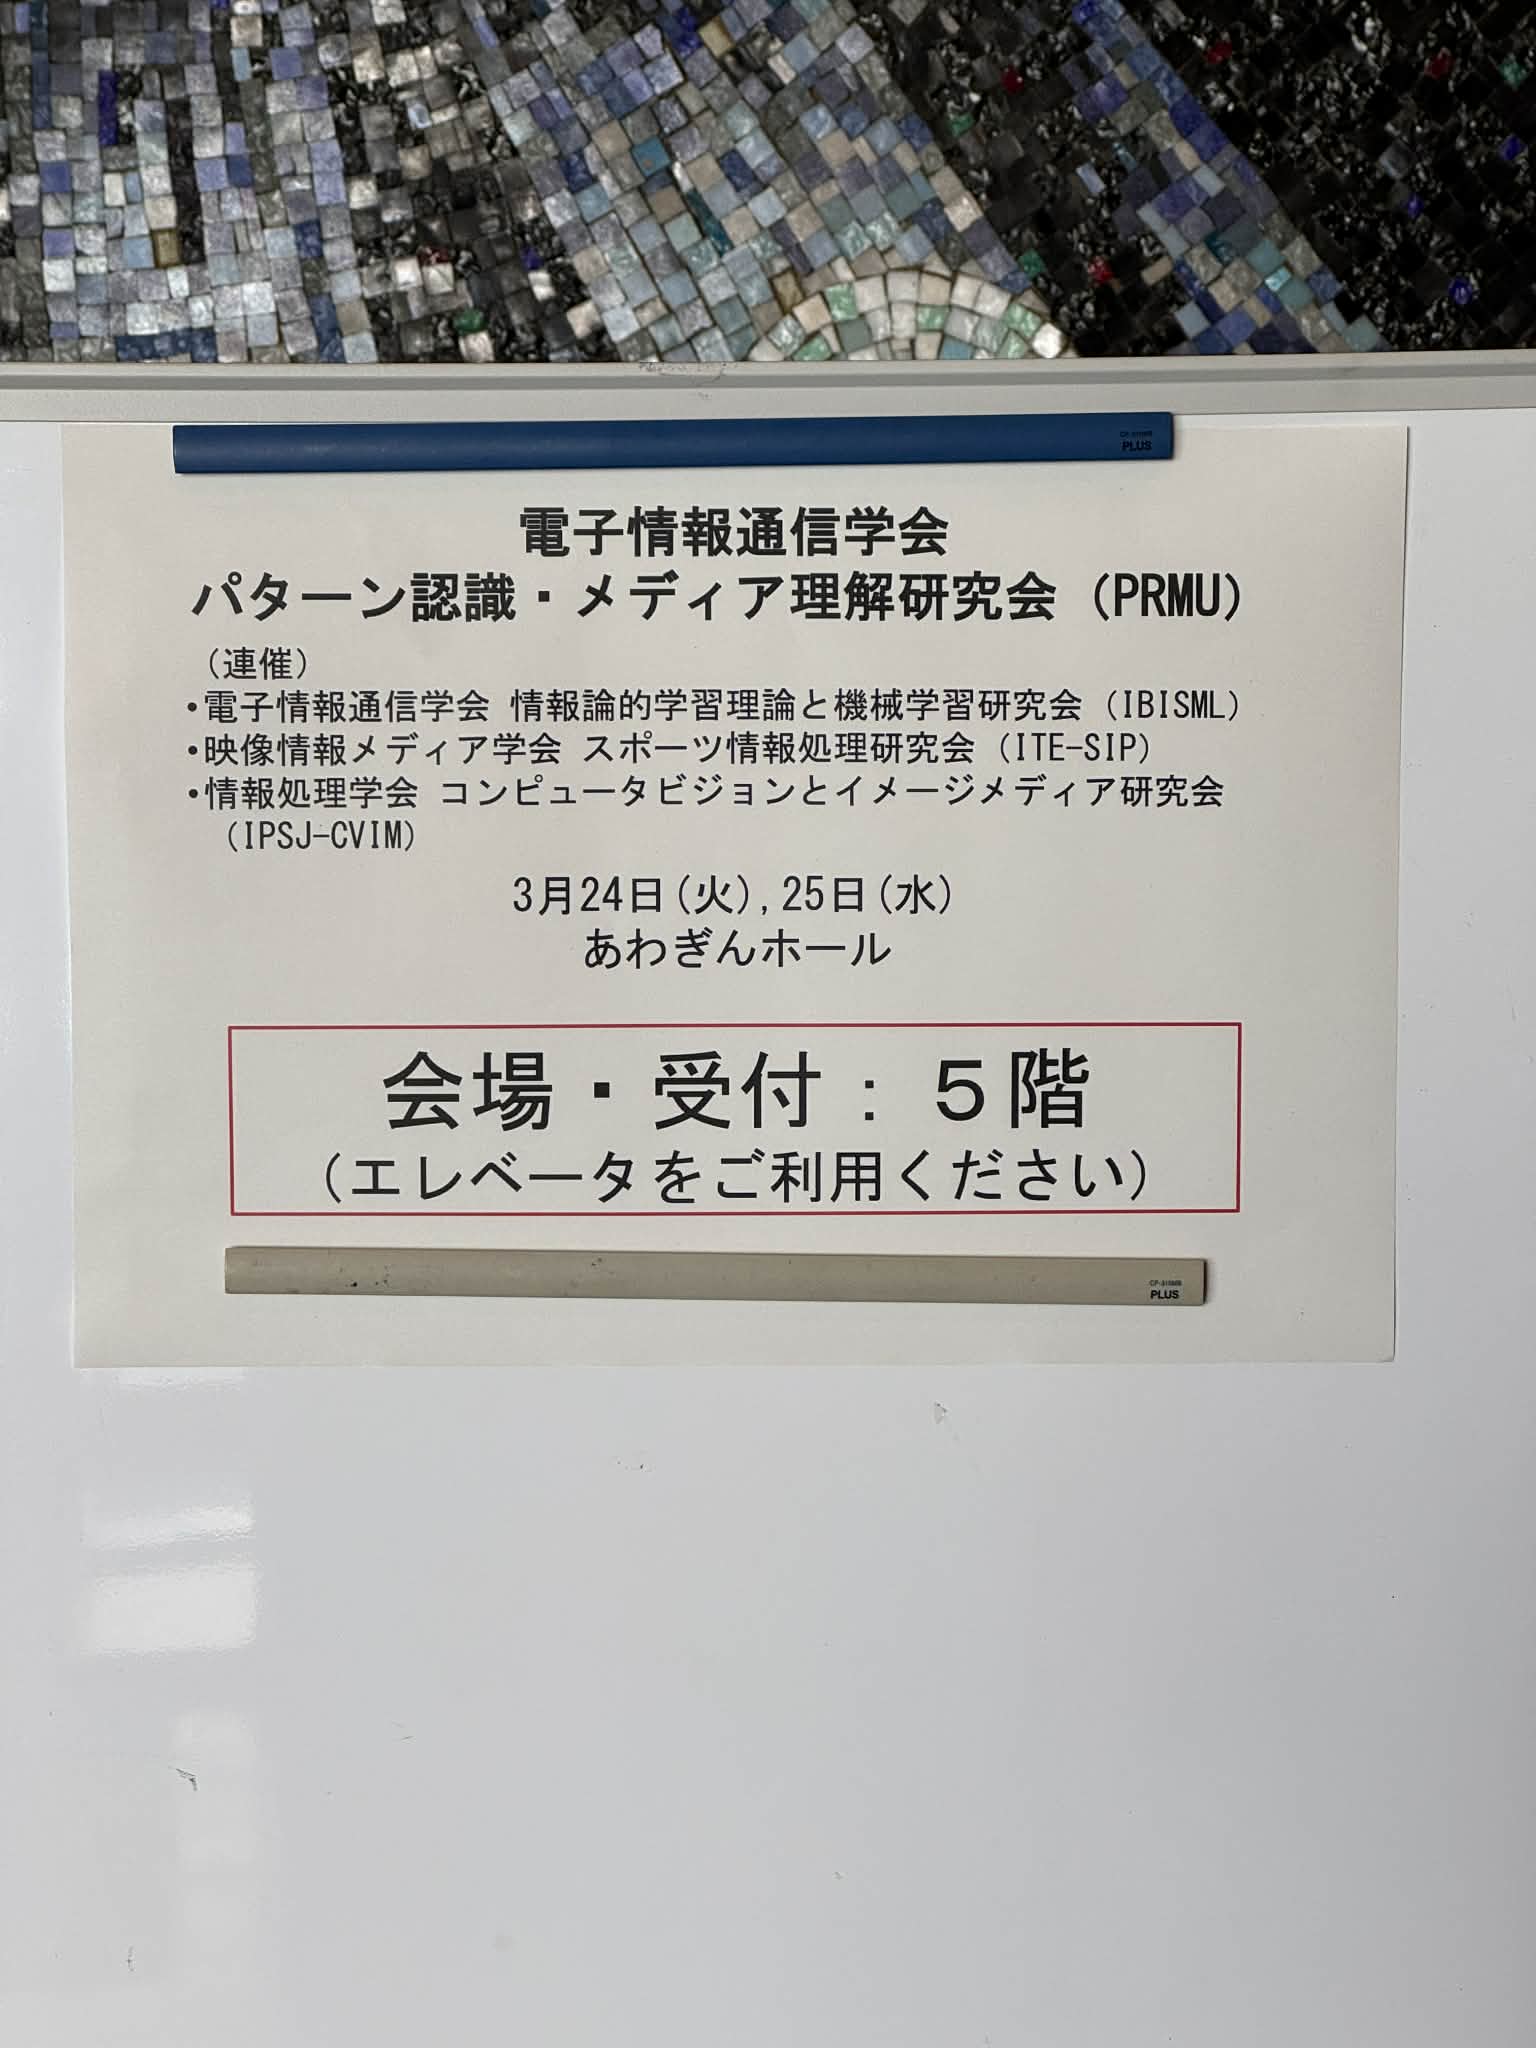 PLUS
電子情報通信学会
パターン認識・メディア理解研究会（PRMU）
（連催）
・電子情報通信学会 情報論的学習理論と機械学習研究会（IBISML）
・映像情報メディア学会 スポーツ情報処理研究会（ITE-SIP）
・情報処理学会 コンピュータビジョンとイメージメディア研究会
（IPSJ-CVIM）
3月24日(火),25日(水)
あわぎんホール
会場・受付：５階
（エレベータをご利用ください）
PLUS